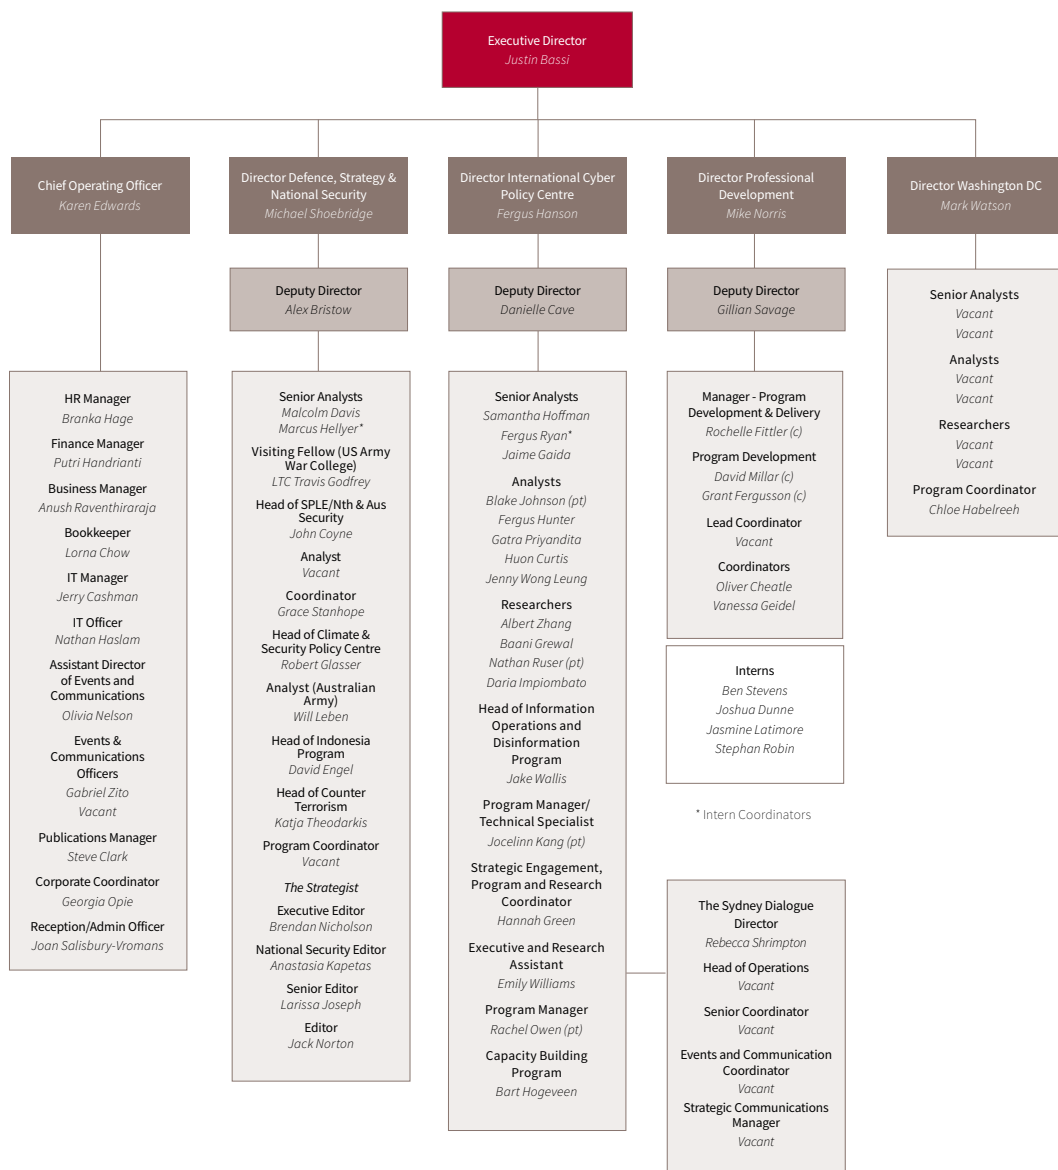 Executive Director
Justin Bassi
Chief Operating Officer
Karen Edwards
Director Defence, Strategy &
National Security
Michael Shoebridge
Director International Cyber
Policy Centre
Fergus Hanson
Director Professional
Development
Mike Norris
Director Washington DC
Mark Watson
Deputy Director
Alex Bristow
Deputy Director
Danielle Cave
Deputy Director
Gillian Savage
HR Manager
Branka Hage
Finance Manager
Putri Handrianti
Business Manager
Anush Raventhiraraja
Bookkeeper
Lorna Chow
IT Manager
Jerry Cashman
IT Officer
Nathan Haslam
Assistant Director
of Events and
Communications
Olivia Nelson
Events &
Communications
Officers
Gabriel Zito
Vacant
Publications Manager
Steve Clark
Corporate Coordinator
Georgia Opie
Reception/Admin Officer
Joan Salisbury-Vromans
Senior Analysts
Malcolm Davis
Marcus Hellyer*
Visiting Fellow (US Army
War College)
LTC Travis Godfrey
Head of SPLE/Nth & Aus
Security
John Coyne
Analyst
Vacant
Coordinator
Grace Stanhope
Head of Climate &
Security Policy Centre
Robert Glasser
Analyst (Australian
Army)
Will Leben
Head of Indonesia
Program
David Engel
Head of Counter
Terrorism
Katja Theodarkis
Program Coordinator
Vacant
The Strategist
Executive Editor
Brendan Nicholson
National Security Editor
Anastasia Kapetas
Senior Editor
Larissa Joseph
Editor
Jack Norton
Senior Analysts
Samantha Hoffman
Fergus Ryan*
Jaime Gaida
Analysts
Blake Johnson (pt)
Fergus Hunter
Gatra Priyandita
Huon Curtis
Jenny Wong Leung
Researchers
Albert Zhang
Baani Grewal
Nathan Ruser (pt)
Daria Impiombato
Head of Information
Operations and
Disinformation
Program
Jake Wallis
Program Manager/
Technical Specialist
Jocelinn Kang (pt)
Strategic Engagement,
Program and Research
Coordinator
Hannah Green
Executive and Research
Assistant
Emily Williams
Program Manager
Rachel Owen (pt)
Capacity Building
Program
Bart Hogeveen
Manager - Program
Development & Delivery
Rochelle Fittler (c)
Program Development
David Millar (c)
Grant Fergusson (c)
Lead Coordinator
Vacant
Coordinators
Oliver Cheatle
Vanessa Geidel
Interns
Ben Stevens
Joshua Dunne
Jasmine Latimore
Stephan Robin
* Intern Coordinators
The Sydney Dialogue
Director
Rebecca Shrimpton
Head of Operations
Vacant
Senior Coordinator
Vacant
Events and Communication
Coordinator
Vacant
Strategic Communications
Manager
Vacant
Senior Analysts
Vacant
Vacant
Analysts
Vacant
Vacant
Researchers
Vacant
Vacant
Program Coordinator
Chloe Habelreeh